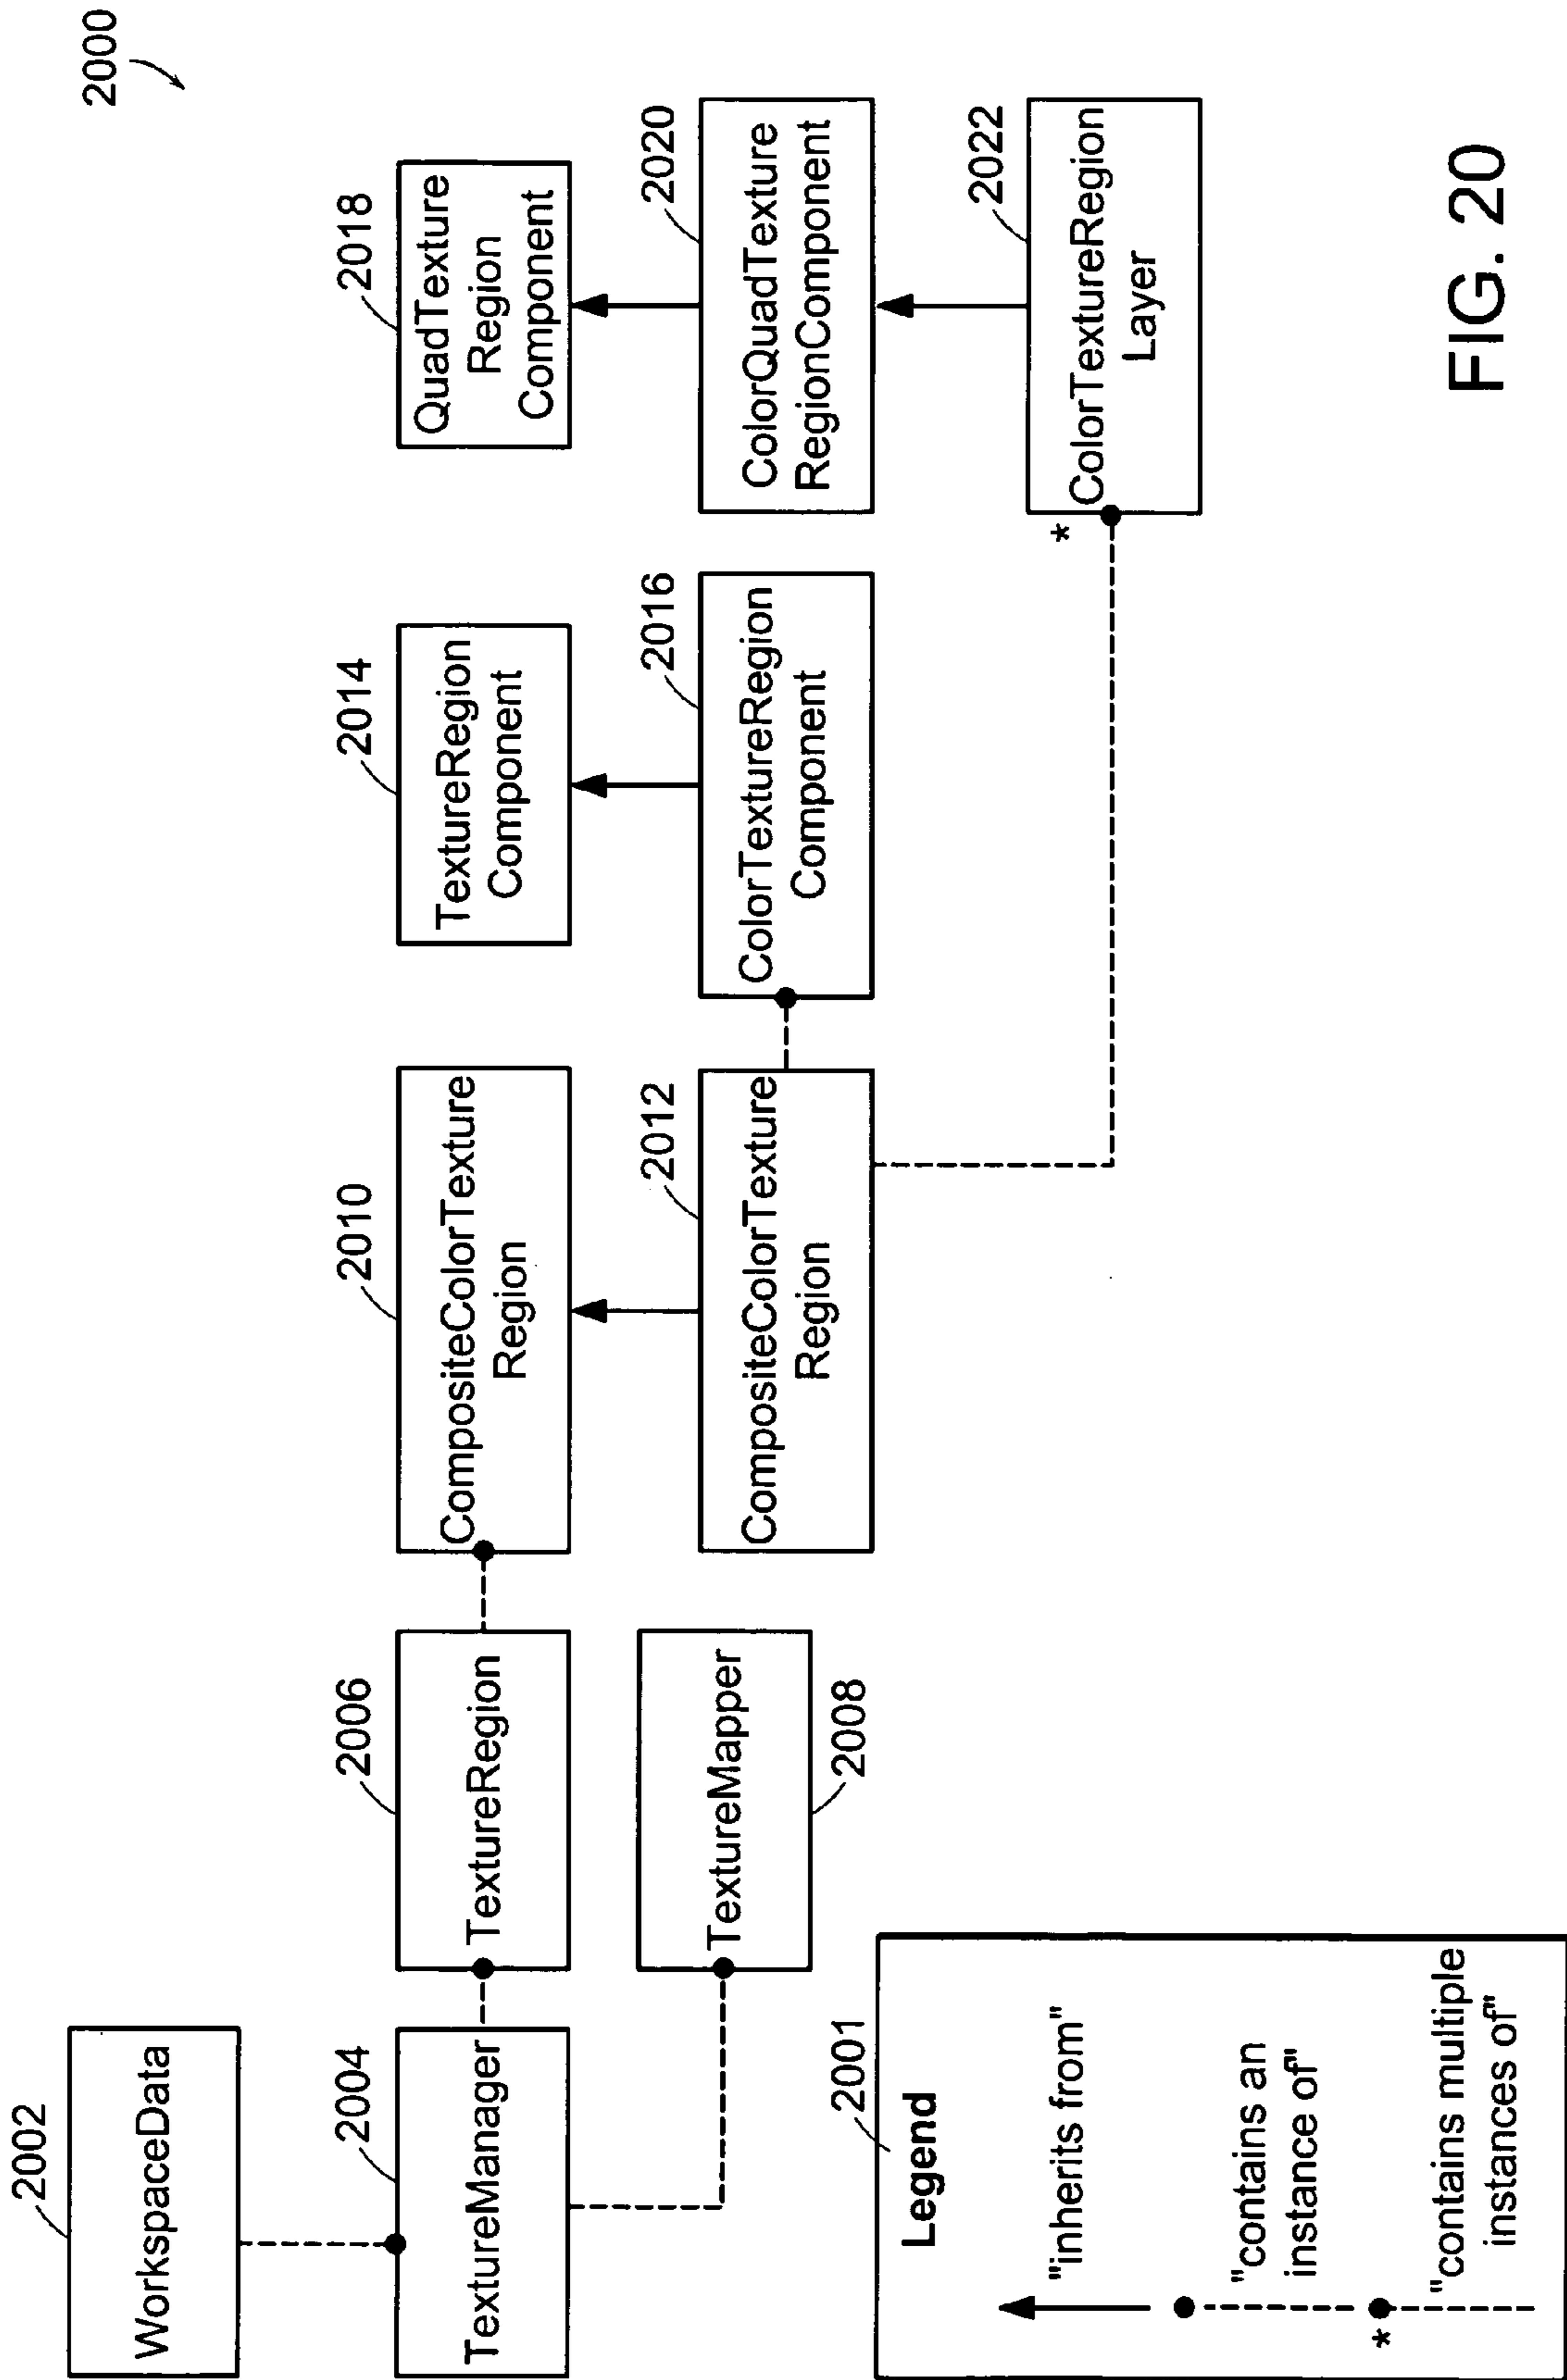 2000
2002
WorkspaceData
2004
TextureManager
2006
TextureRegion
TextureMapper
2008
2010
CompositeColorTexture
Region
2012
CompositeColorTexture
Region
2014
TextureRegion
Component
2016
ColorTextureRegion
Component
2018
QuadTexture
Region
Component
2020
ColorQuadTexture
RegionComponent
2022
*
ColorTextureRegion
Layer
2001
Legend
"inherits from"
"contains an
instance of"
*
"contains multiple
instances of"
FIG. 20